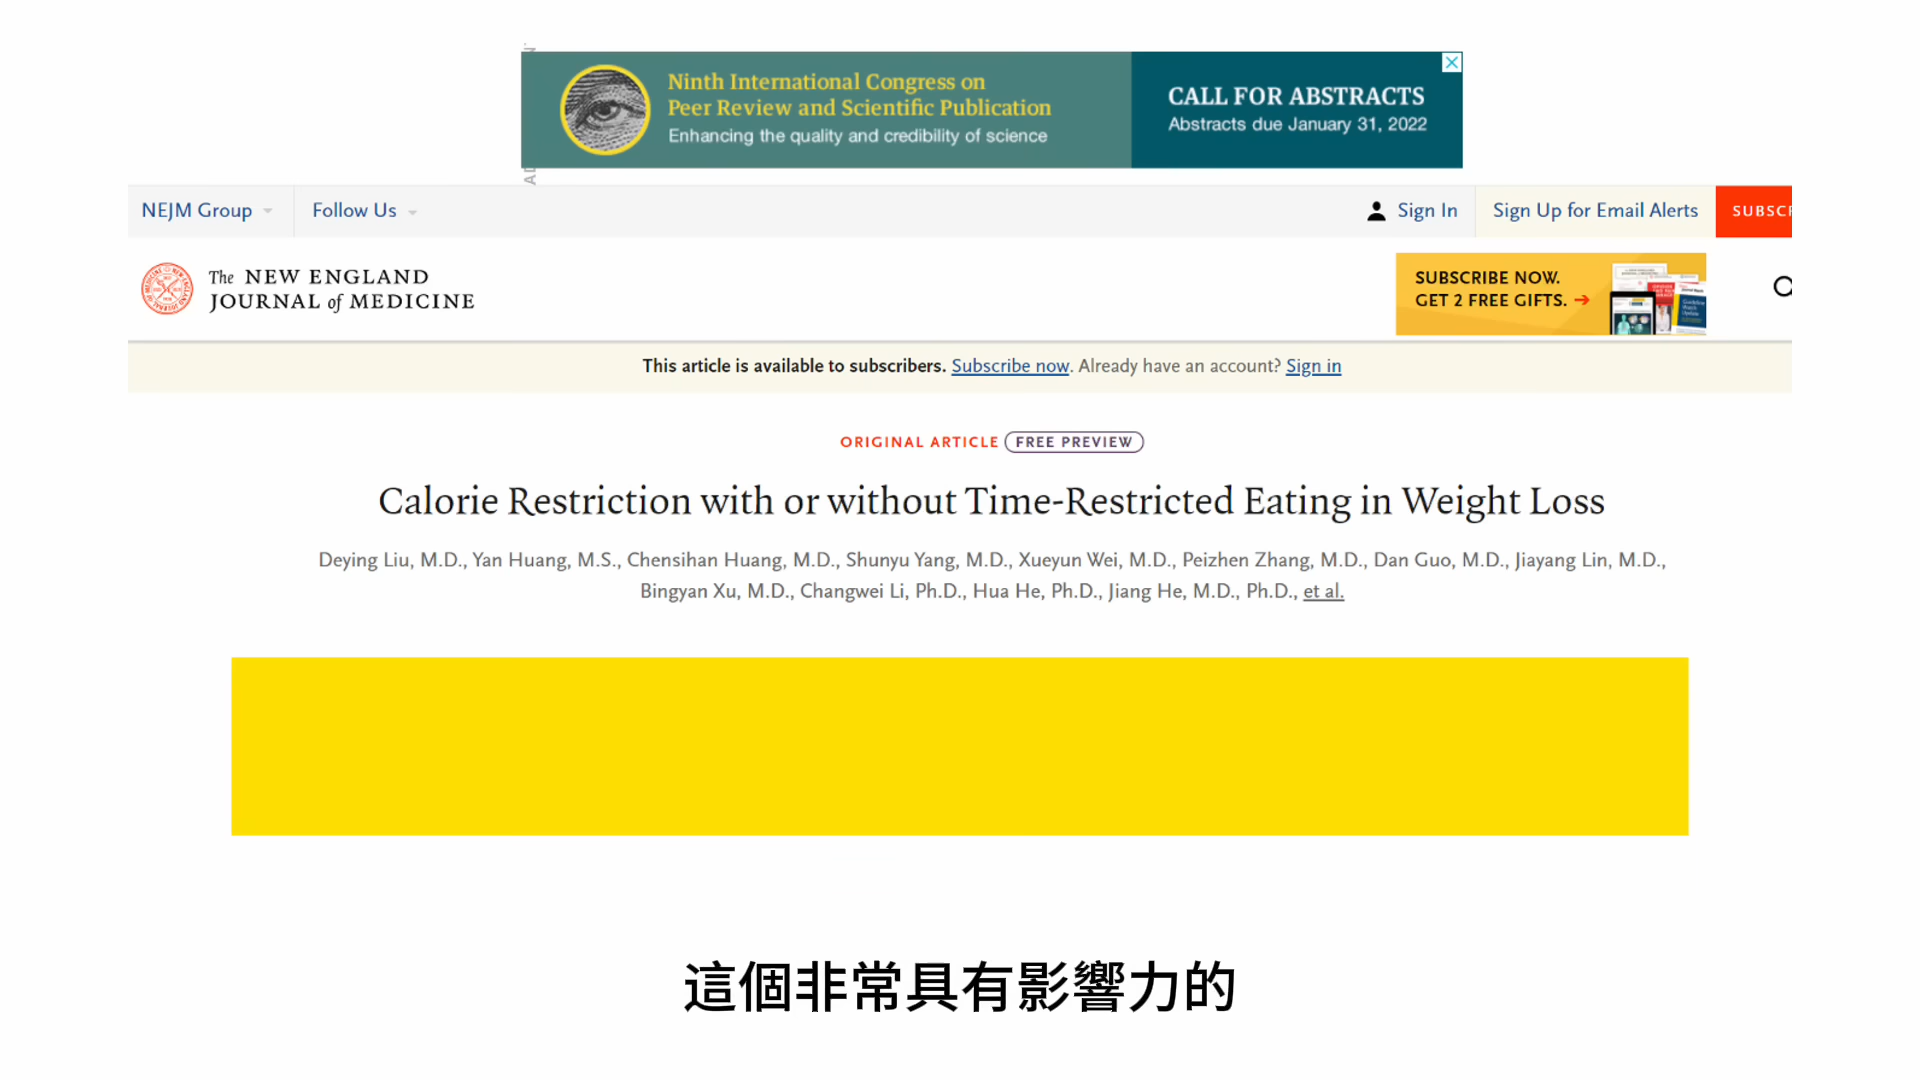 Ninth International Congress on
Peer Review and Scientific Publication
Enhancing the quality and credibility of science
CALL FOR ABSTRACTS
Abstracts due January 31, 2022
NEJM Group
Follow Us
Sign In
Sign Up for Email Alerts
The NEW ENGLAND
JOURNAL of MEDICINE
SUBSCRIBE NOW.
GET 2 FREE GIFTS. →
This article is available to subscribers. Subscribe now. Already have an account? Sign in
ORIGINAL ARTICLE FREE PREVIEW
Calorie Restriction with or without Time-Restricted Eating in Weight Loss
Deying Liu, M.D., Yan Huang, M.S., Chensihan Huang, M.D., Shunyu Yang, M.D., Xueyun Wei, M.D., Peizhen Zhang, M.D., Dan Guo, M.D., Jiayang Lin, M.D.,
Bingyan Xu, M.D., Changwei Li, Ph.D., Hua He, Ph.D., Jiang He, M.D., Ph.D., et al.
這個非常具有影響力的